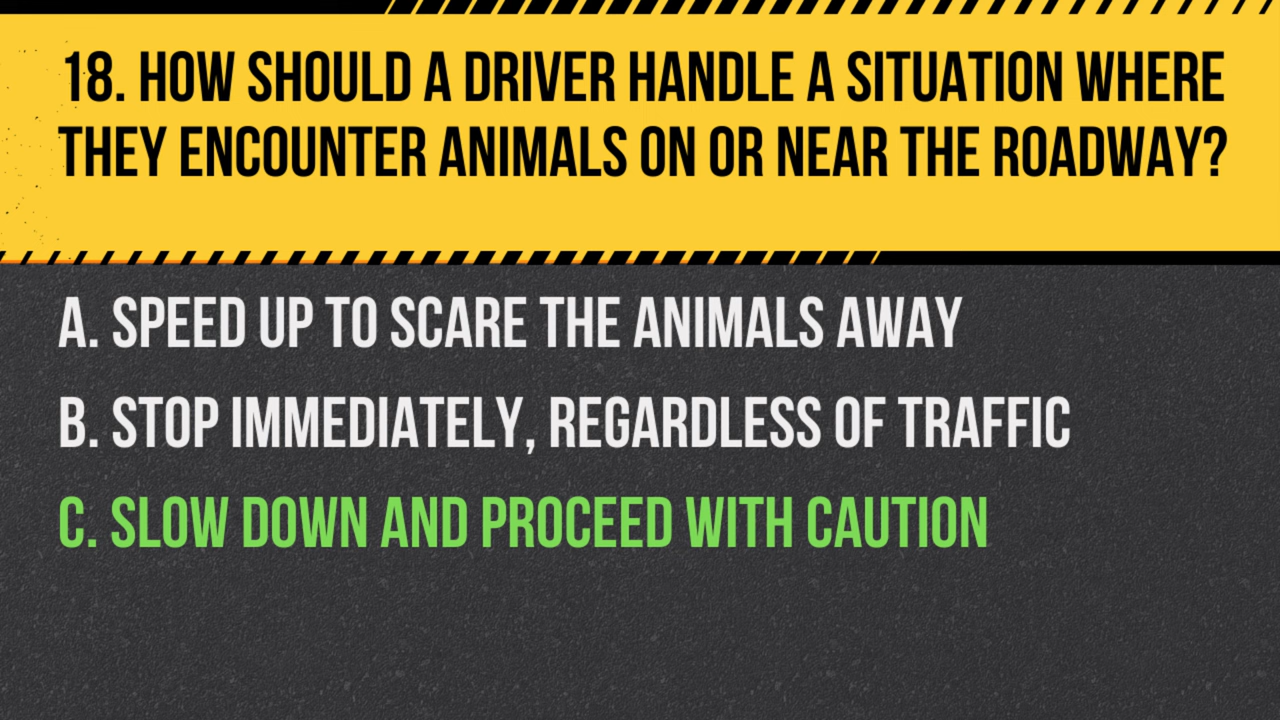 18. HOW SHOULD A DRIVER HANDLE A SITUATION WHERE
THEY ENCOUNTER ANIMALS ON OR NEAR THE ROADWAY?
A. SPEED UP TO SCARE THE ANIMALS AWAY
B. STOP IMMEDIATELY, REGARDLESS OF TRAFFIC
C. SLOW DOWN AND PROCEED WITH CAUTION